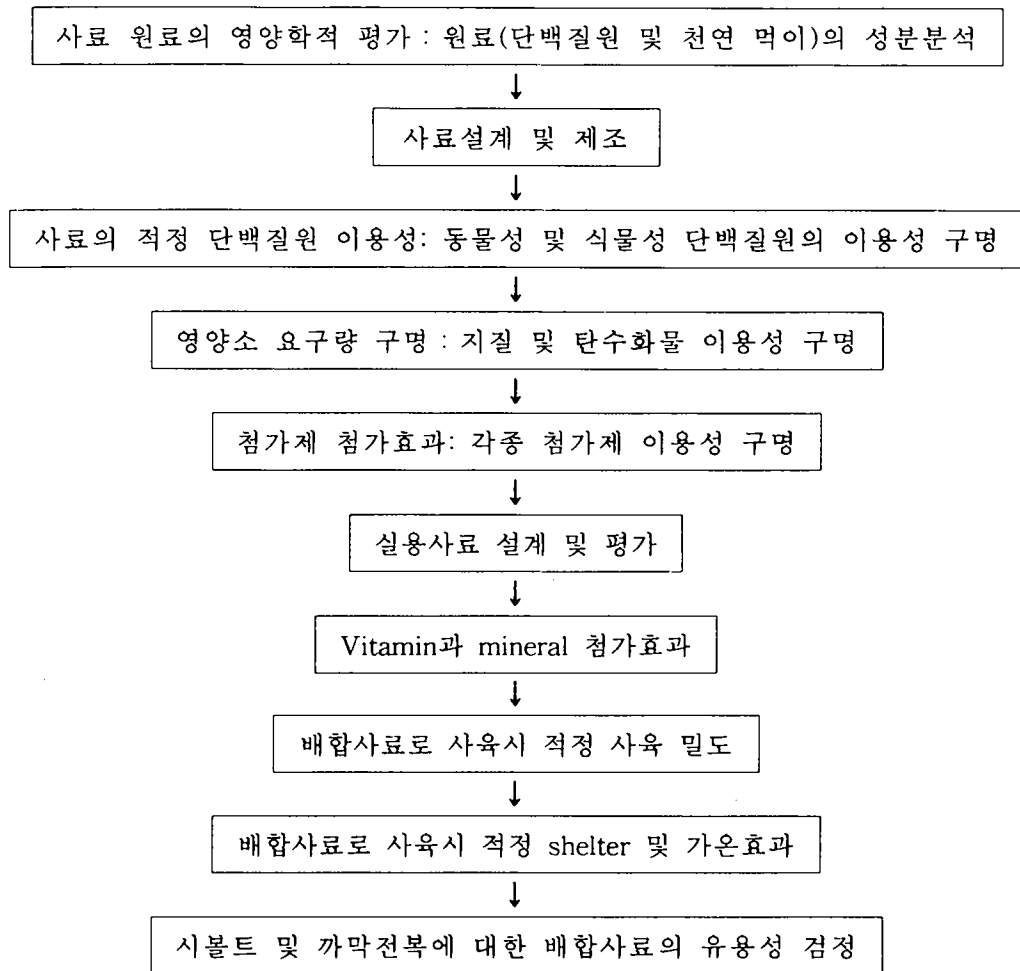 사료 원료의 영양학적 평가 : 원료(단백질원 및 천연 먹이)의 성분분석
↓
사료설계 및 제조
↓
사료의 적정 단백질원 이용성: 동물성 및 식물성 단백질원의 이용성 구명
↓
영양소 요구량 구명 : 지질 및 탄수화물 이용성 구명
↓
첨가제 첨가효과: 각종 첨가제 이용성 구명
↓
실용사료 설계 및 평가
↓
Vitamin과 mineral 첨가효과
↓
배합사료로 사육시 적정 사육 밀도
↓
배합사료로 사육시 적정 shelter 및 가온효과
↓
시볼트 및 까막전복에 대한 배합사료의 유용성 검정